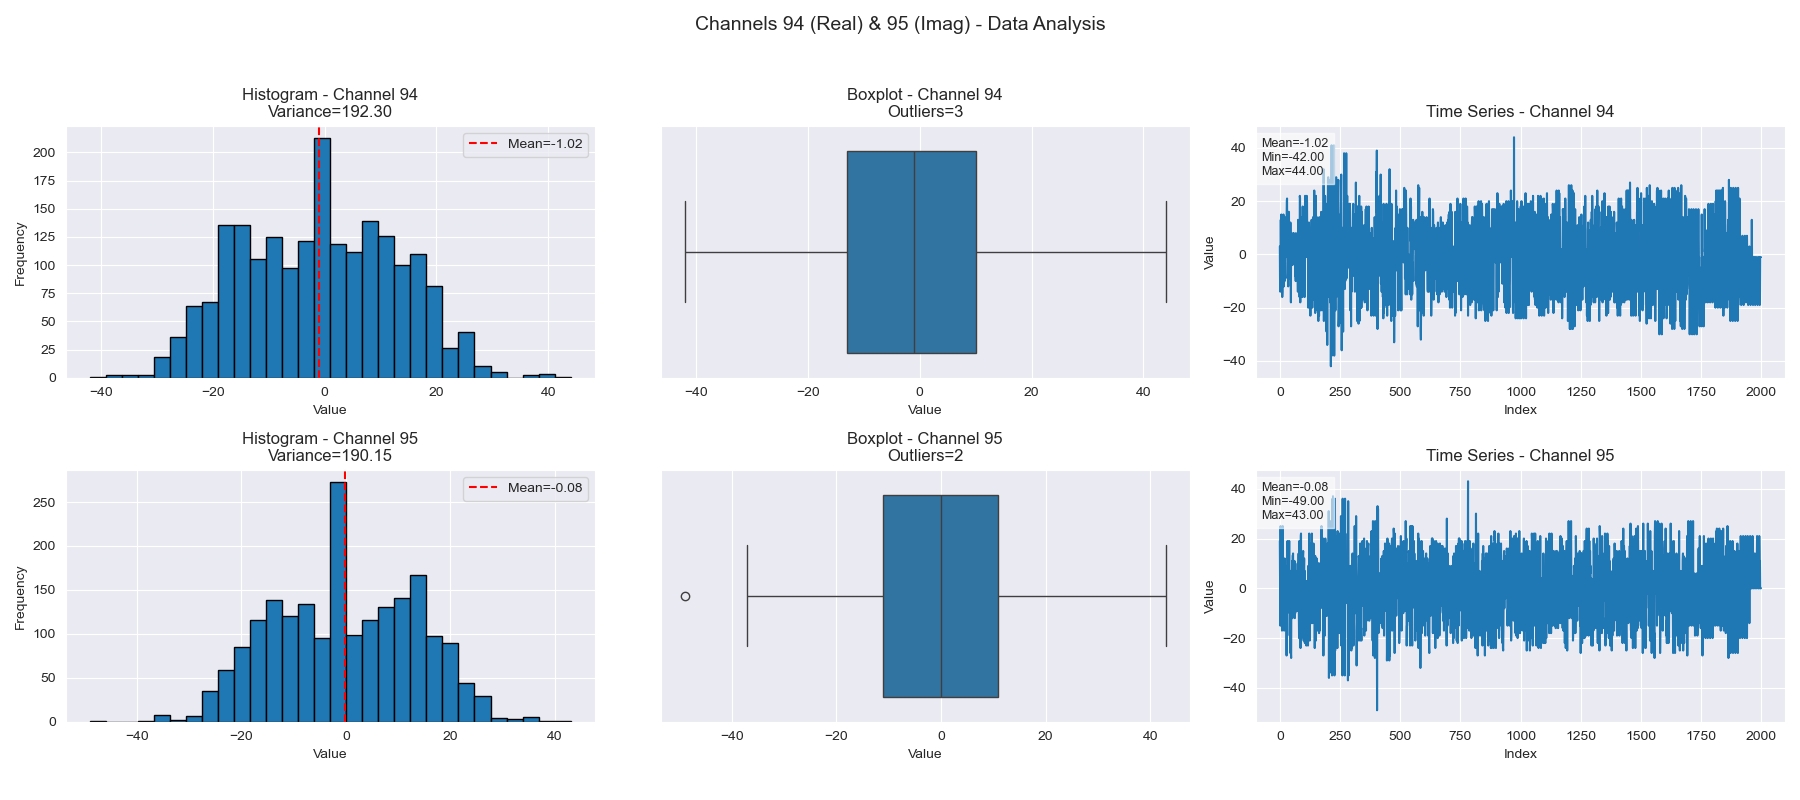 Channels 94 (Real) & 95 (Imag) - Data Analysis
Histogram - Channel 94
Variance=192.30
Mean=-1.02
Frequency
200
175
150
125
100
75
50
25
0
−40 −20 0 20 40
Value
Boxplot - Channel 94
Outliers=3
−40 −20 0 20 40
Value
Time Series - Channel 94
Mean=-1.02
Min=-42.00
Max=44.00
Value
40
20
0
−20
−40
0 250 500 750 1000 1250 1500 1750 2000
Index
Histogram - Channel 95
Variance=190.15
Mean=-0.08
Frequency
250
200
150
100
50
0
−40 −20 0 20 40
Value
Boxplot - Channel 95
Outliers=2
−40 −20 0 20 40
Value
Time Series - Channel 95
Mean=-0.08
Min=-49.00
Max=43.00
Value
40
20
0
−20
−40
0 250 500 750 1000 1250 1500 1750 2000
Index